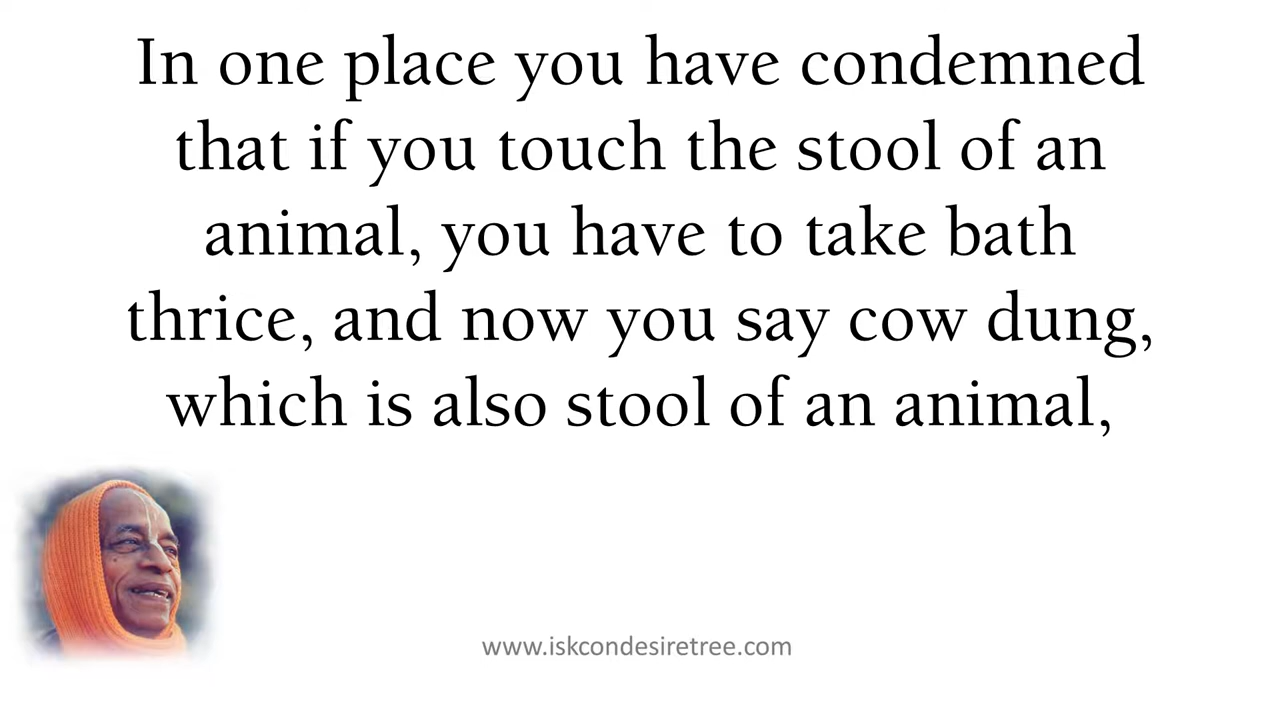 In one place you have condemned
that if you touch the stool of an
animal, you have to take bath
thrice, and now you say cow dung,
which is also stool of an animal,
www.iskcondesiretree.com